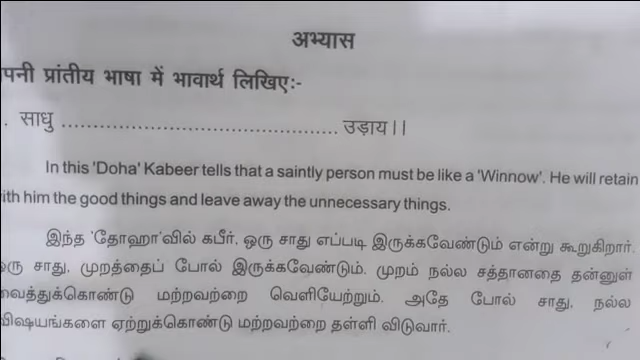 अभ्यास
पनी प्रांतीय भाषा में भावार्थ लिखिए:-
. साधु ............................................ उड़ाय।।
In this 'Doha' Kabeer tells that a saintly person must be like a 'Winnow'. He will retain
ith him the good things and leave away the unnecessary things.
இந்த 'தோஹா'வில் கபீர், ஒரு சாது எப்படி இருக்கவேண்டும் என்று கூறுகிறார்.
ஒரு சாது, முறத்தைப் போல் இருக்கவேண்டும். முறம் நல்ல சத்தானதை தன்னுள்
வைத்துக்கொண்டு மற்றவற்றை வெளியேற்றும். அதே போல் சாது, நல்ல
விஷயங்களை ஏற்றுக்கொண்டு மற்றவற்றை தள்ளி விடுவார்.